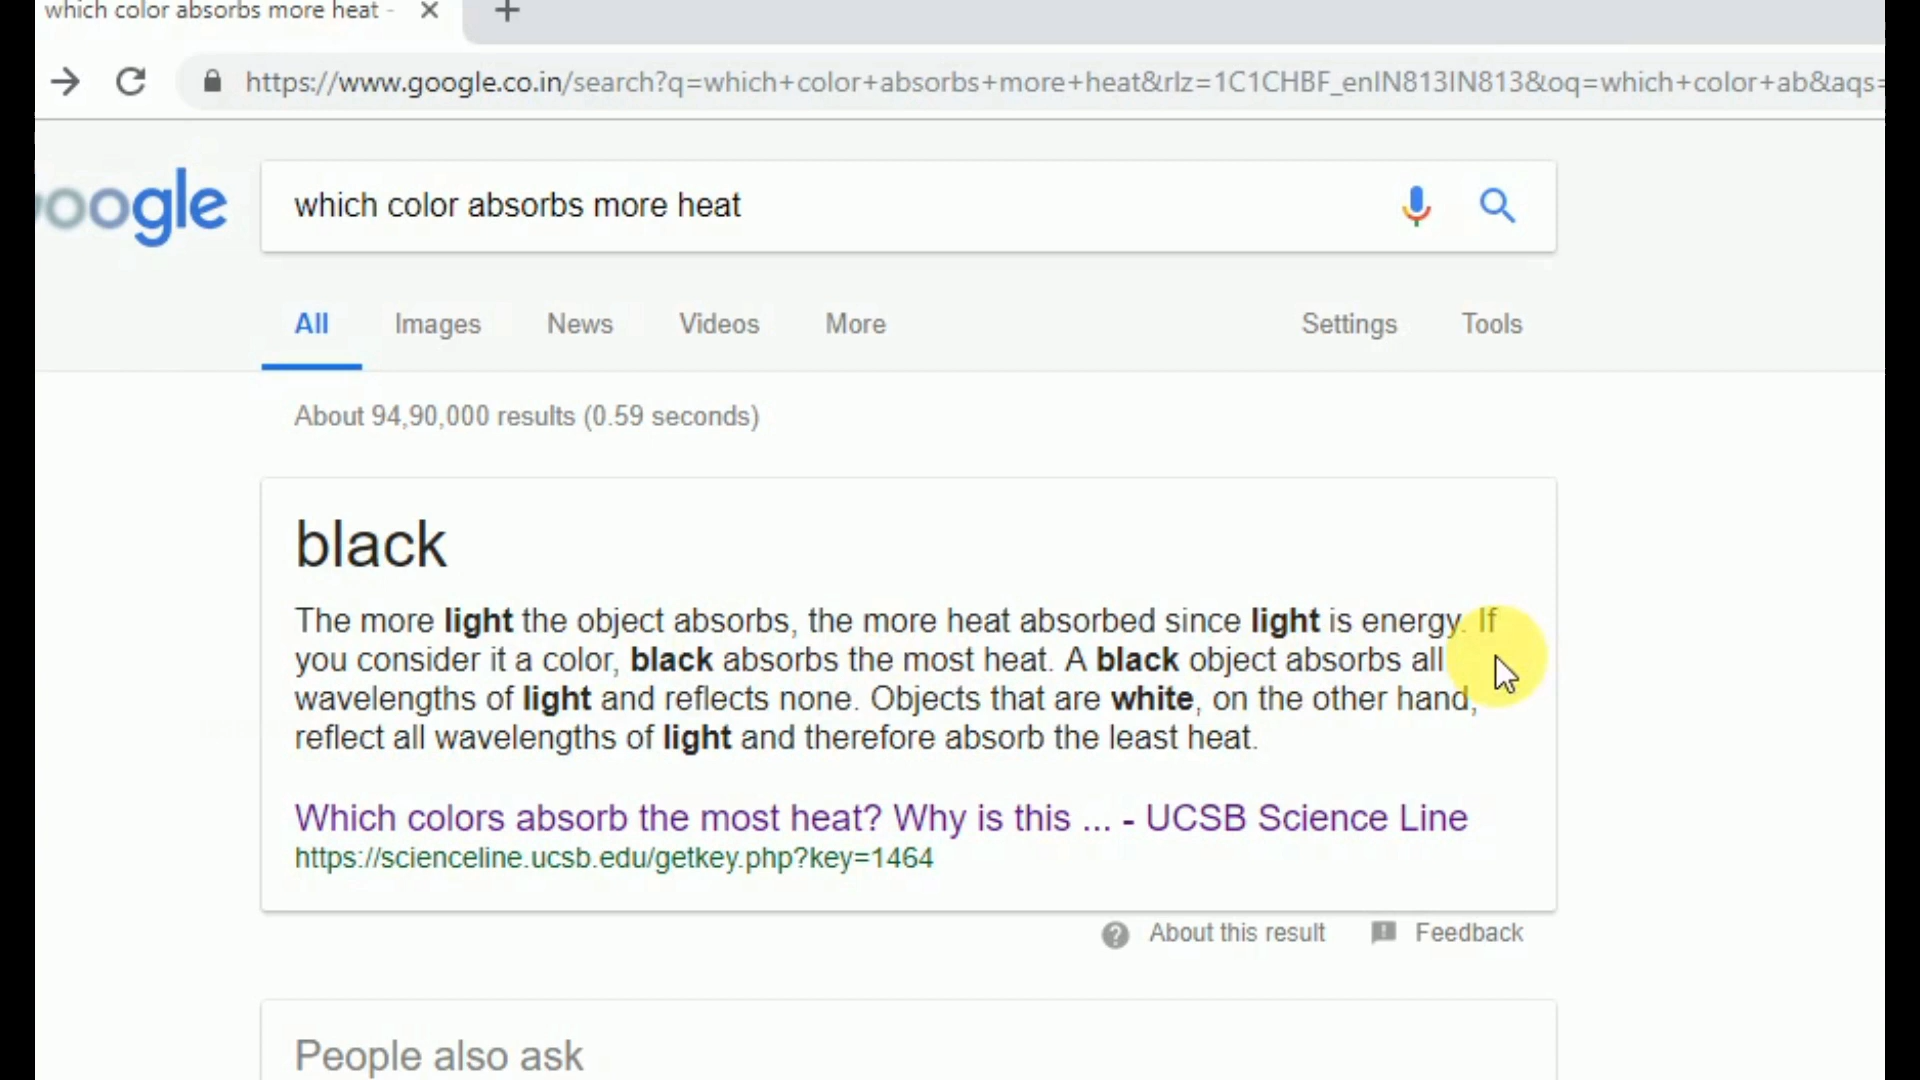 which color absorbs more heat -
https://www.google.co.in/search?q=which+color+absorbs+more+heat&rlz=1C1CHBF_enIN813IN813&oq=which+color+ab&aqs=
oogle
which color absorbs more heat
All Images News Videos More Settings Tools
About 94,90,000 results (0.59 seconds)
black
The more light the object absorbs, the more heat absorbed since light is energy. If
you consider it a color, black absorbs the most heat. A black object absorbs all
wavelengths of light and reflects none. Objects that are white, on the other hand,
reflect all wavelengths of light and therefore absorb the least heat.
Which colors absorb the most heat? Why is this ... - UCSB Science Line
https://scienceline.ucsb.edu/getkey.php?key=1464
About this result Feedback
People also ask